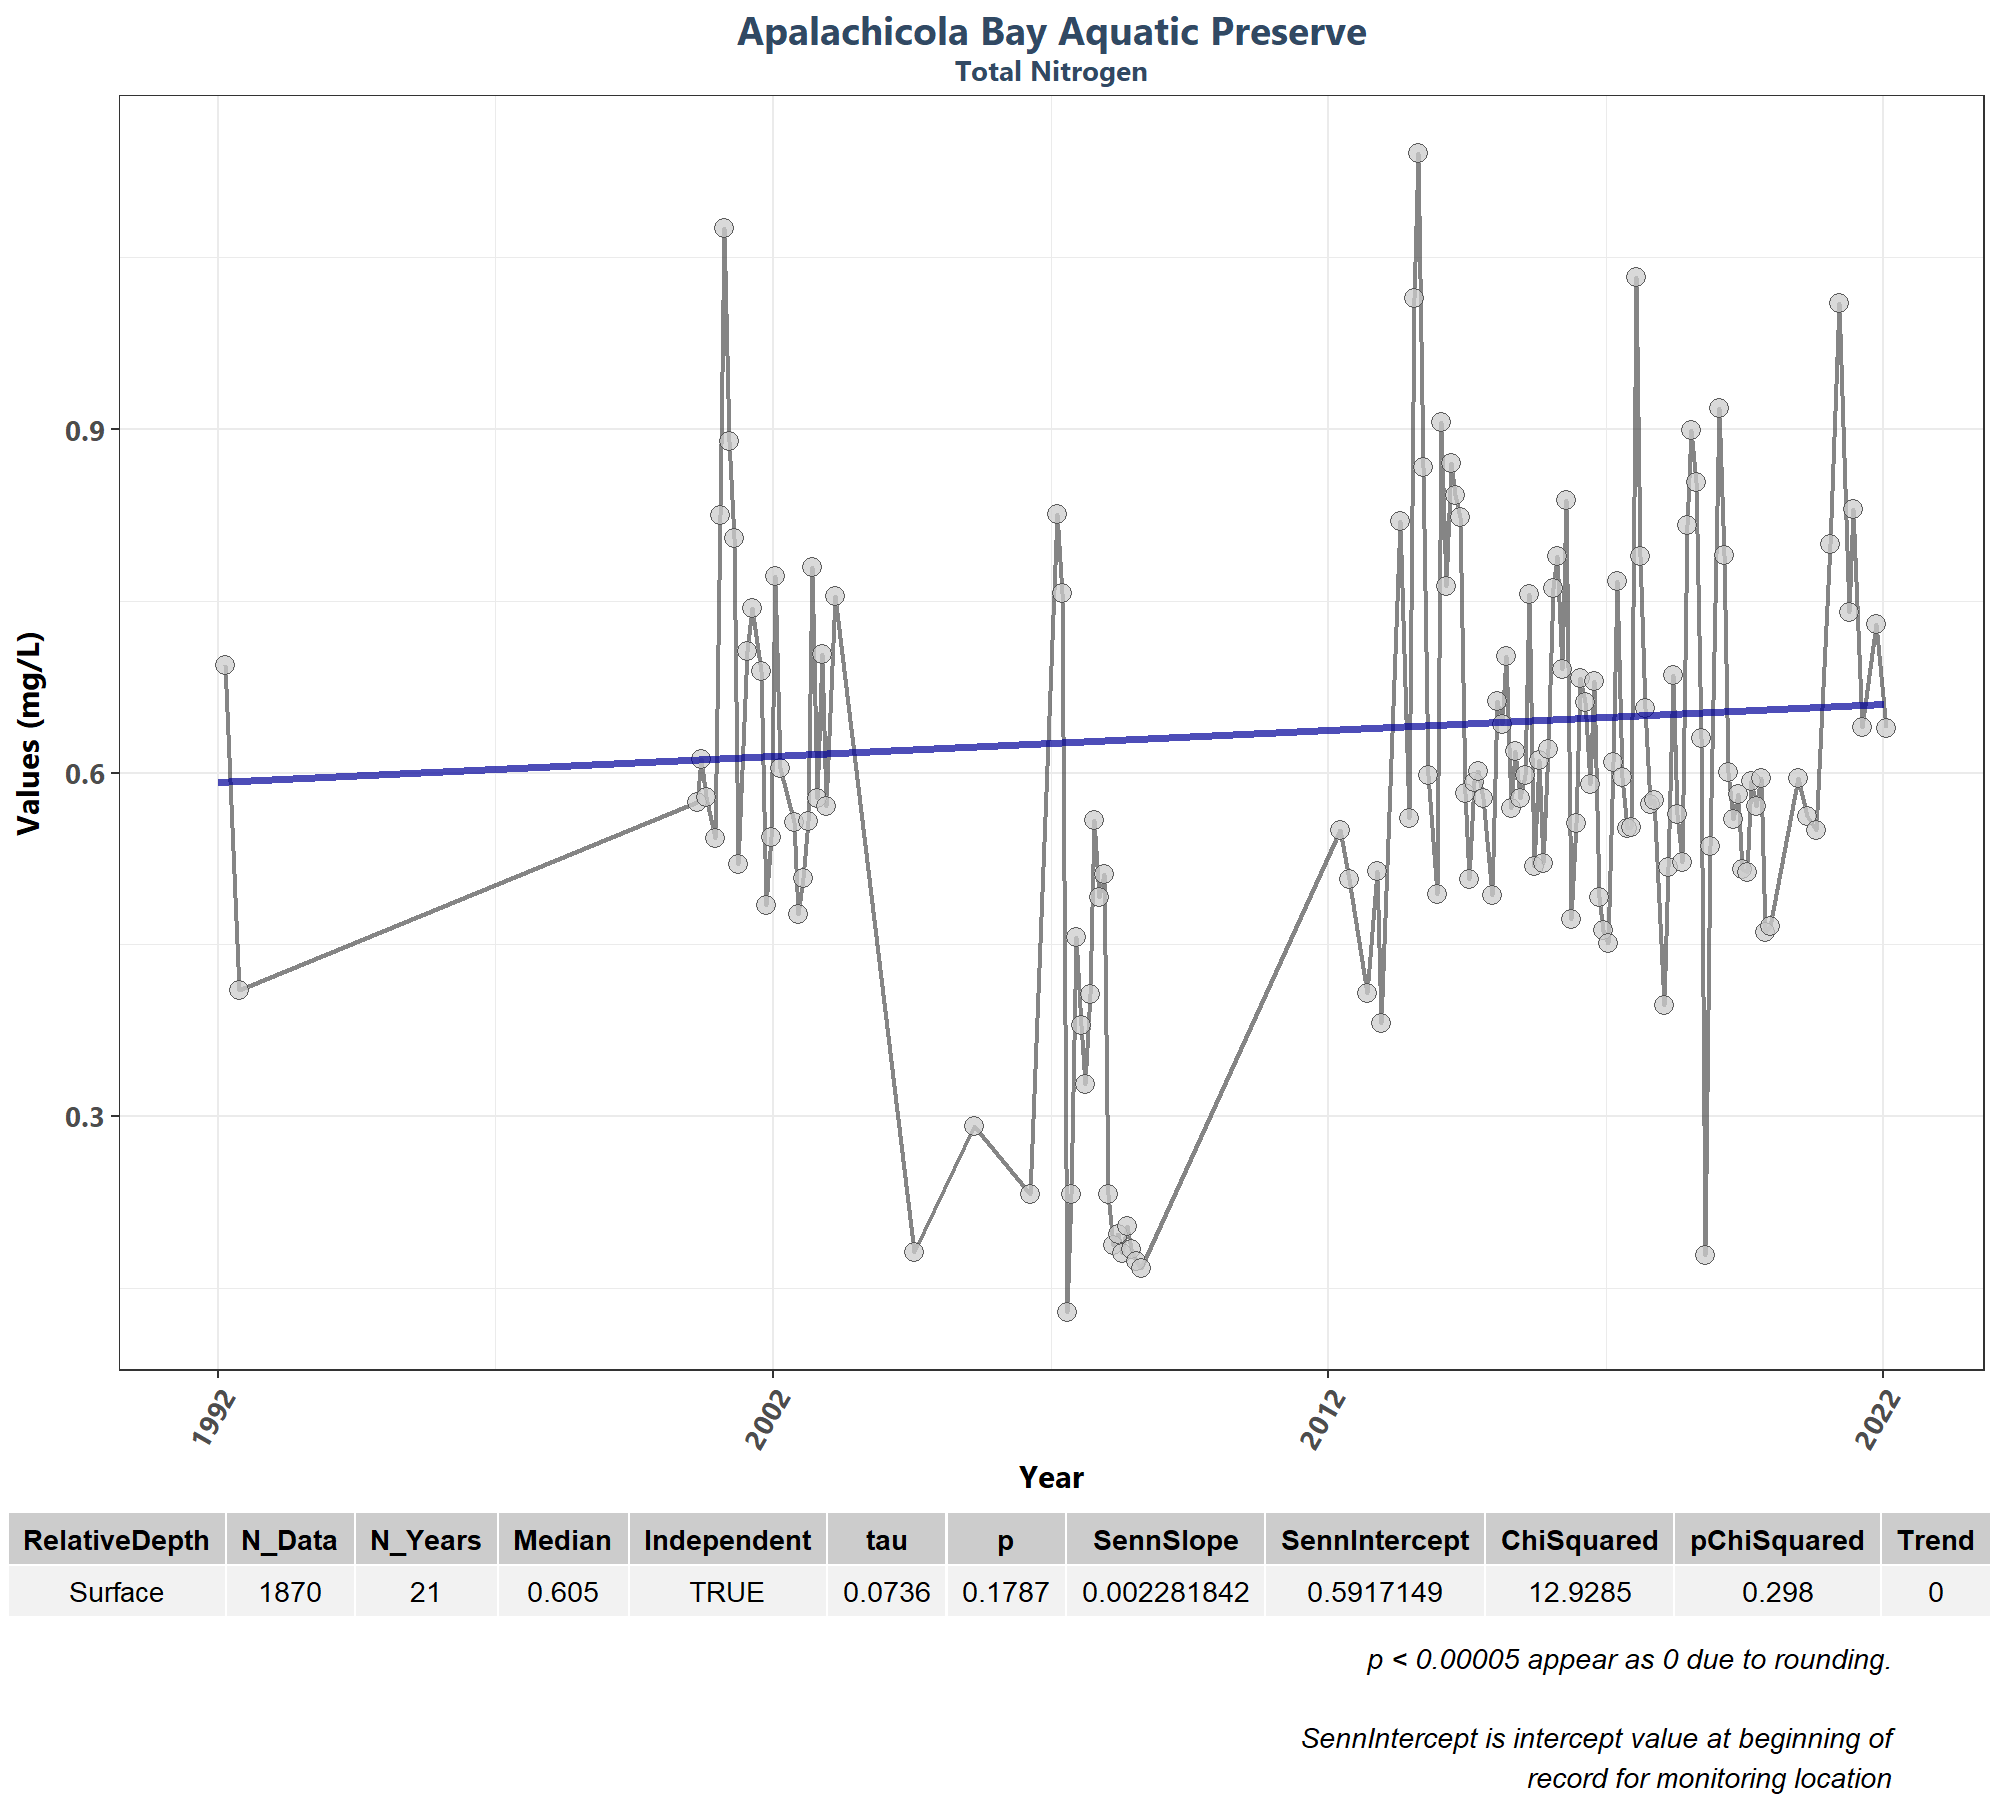 Apalachicola Bay Aquatic Preserve
Total Nitrogen
Values (mg/L)
0.9
0.6
0.3
1992 2002 2012 2022
Year
RelativeDepth N_Data N_Years Median Independent tau p SennSlope SennIntercept ChiSquared pChiSquared Trend
Surface 1870 21 0.605 TRUE 0.0736 0.1787 0.002281842 0.5917149 12.9285 0.298 0
p < 0.00005 appear as 0 due to rounding.
SennIntercept is intercept value at beginning of
record for monitoring location